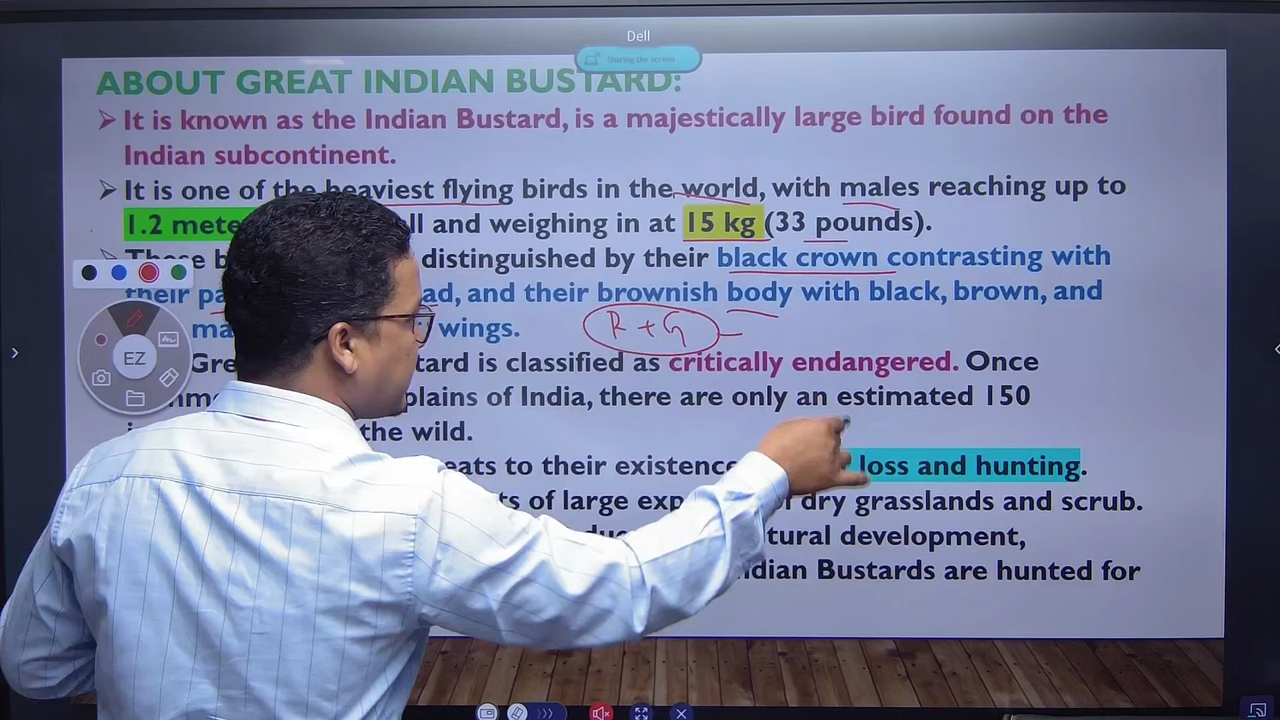 Dell
Sharing the screen
ABOUT GREAT INDIAN BUSTARD:
➤ It is known as the Indian Bustard, is a majestically large bird found on the
Indian subcontinent.
➤ It is one of the heaviest flying birds in the world, with males reaching up to
1.2 mete ll and weighing in at 15 kg (33 pounds).
distinguished by their black crown contrasting with
their pa ad, and their brownish body with black, brown, and
ma wings.
R + G
Gre tard is classified as critically endangered. Once
plains of India, there are only an estimated 150
the wild.
eats to their existence loss and hunting.
ts of large exp dry grasslands and scrub.
tural development,
ndian Bustards are hunted for
EZ